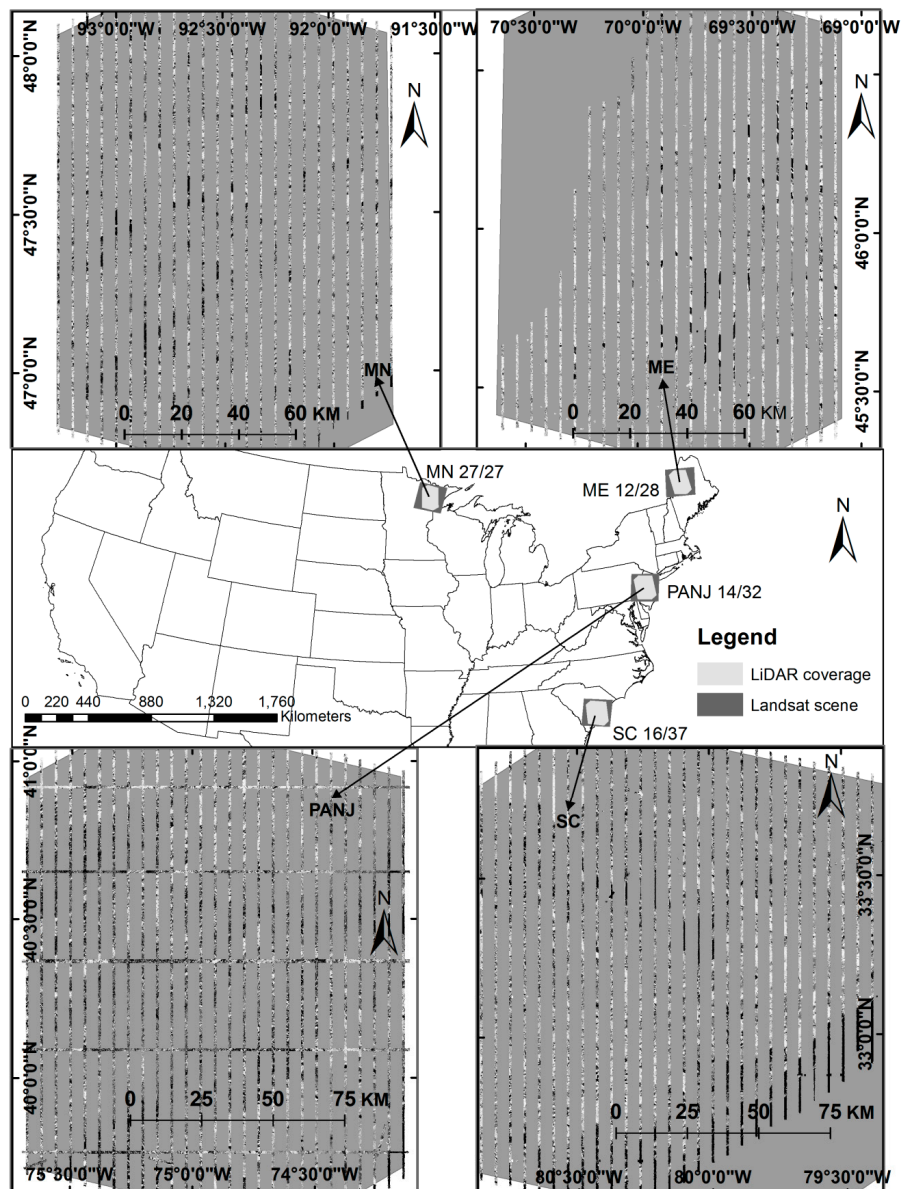 93°0'0"W 92°30'0"W 92°0'0"W 91°30'0"W
48°0'0"N
47°30'0"N
47°0'0"N
N
MN
0 20 40 60 KM
70°30'0"W 70°0'0"W 69°30'0"W 69°0'0"W
N
46°0'0"N
45°30'0"N
ME
0 20 40 60 KM
MN 27/27
ME 12/28
N
PANJ 14/32
Legend
LiDAR coverage
Landsat scene
SC 16/37
0 220 440 880 1,320 1,760
Kilometers
41°0'0"N
40°30'0"N
40°0'0"N
PANJ
N
0 25 50 75 KM
75°30'0"W 75°0'0"W 74°30'0"W
N
SC
33°30'0"N
33°0'0"N
0 25 50 75 KM
80°30'0"W 80°0'0"W 79°30'0"W